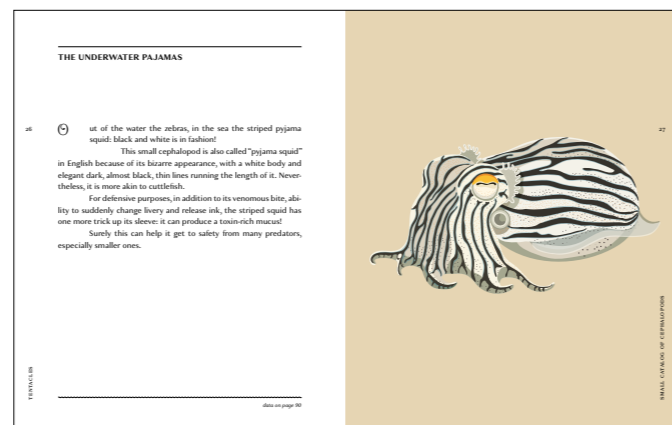 THE UNDERWATER PAJAMAS
26
Out of the water the zebras, in the sea the striped pyjama
squid: black and white is in fashion!
This small cephalopod is also called “pyjama squid”
in English because of its bizarre appearance, with a white body and
elegant dark, almost black, thin lines running the length of it. Never-
theless, it is more akin to cuttlefish.
For defensive purposes, in addition to its venomous bite, abi-
lity to suddenly change livery and release ink, the striped squid has
one more trick up its sleeve: it can produce a toxin-rich mucus!
Surely this can help it get to safety from many predators,
especially smaller ones.
TENTACLES
data on page 90
27
SMALL CATALOG OF CEPHALOPODS